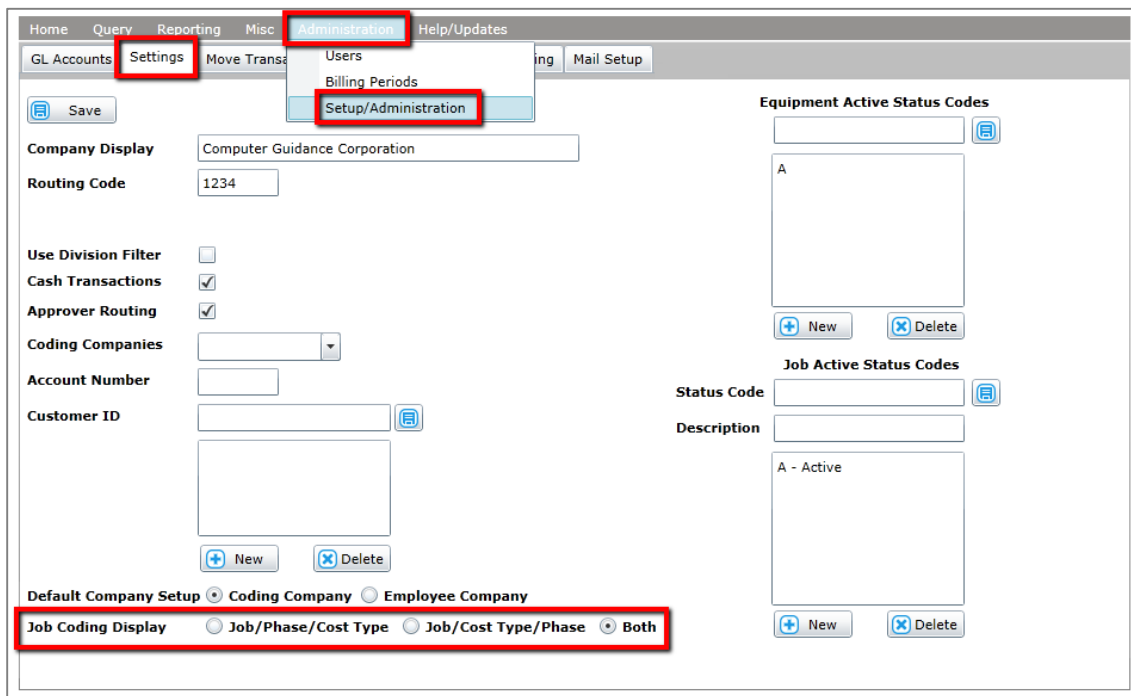 Home Query Reporting Misc Administration Help/Updates
GL Accounts Settings Move Transa ing Mail Setup
Users
Billing Periods
Setup/Administration
Save
Company Display Computer Guidance Corporation
Routing Code 1234
Use Division Filter
Cash Transactions
Approver Routing
Coding Companies
Account Number
Customer ID
New Delete
Default Company Setup Coding Company Employee Company
Job Coding Display Job/Phase/Cost Type Job/Cost Type/Phase Both
Equipment Active Status Codes
A
New Delete
Job Active Status Codes
Status Code
Description
A - Active
New Delete